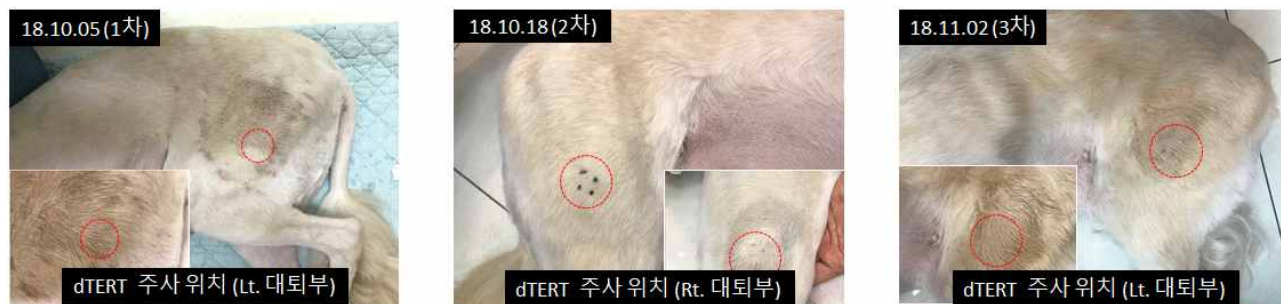 18.10.05 (1차)
18.10.18 (2차)
18.11.02 (3차)
dTERT 주사 위치 (Lt. 대퇴부)
dTERT 주사 위치 (Rt. 대퇴부)
dTERT 주사 위치 (Lt. 대퇴부)